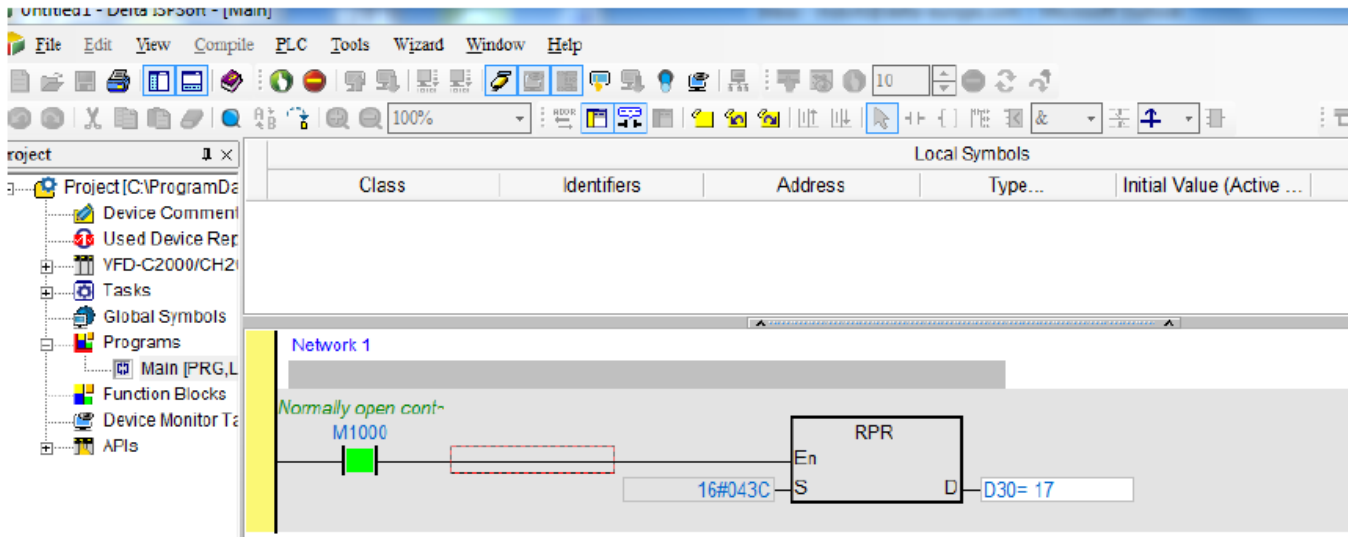 Untitled1 - Delta ISPSoft - [Main]
File Edit View Compile PLC Tools Wizard Window Help
10
100%
&
roject
Local Symbols
Class Identifiers Address Type... Initial Value (Active ...
Project [C:\ProgramDa
Device Comment
Used Device Rep
VFD-C2000/CH20
Tasks
Global Symbols
Programs
Main [PRG,L
Function Blocks
Device Monitor Ta
APIs
Network 1
Normally open cont~
M1000
RPR
En
16#043C S D D30= 17